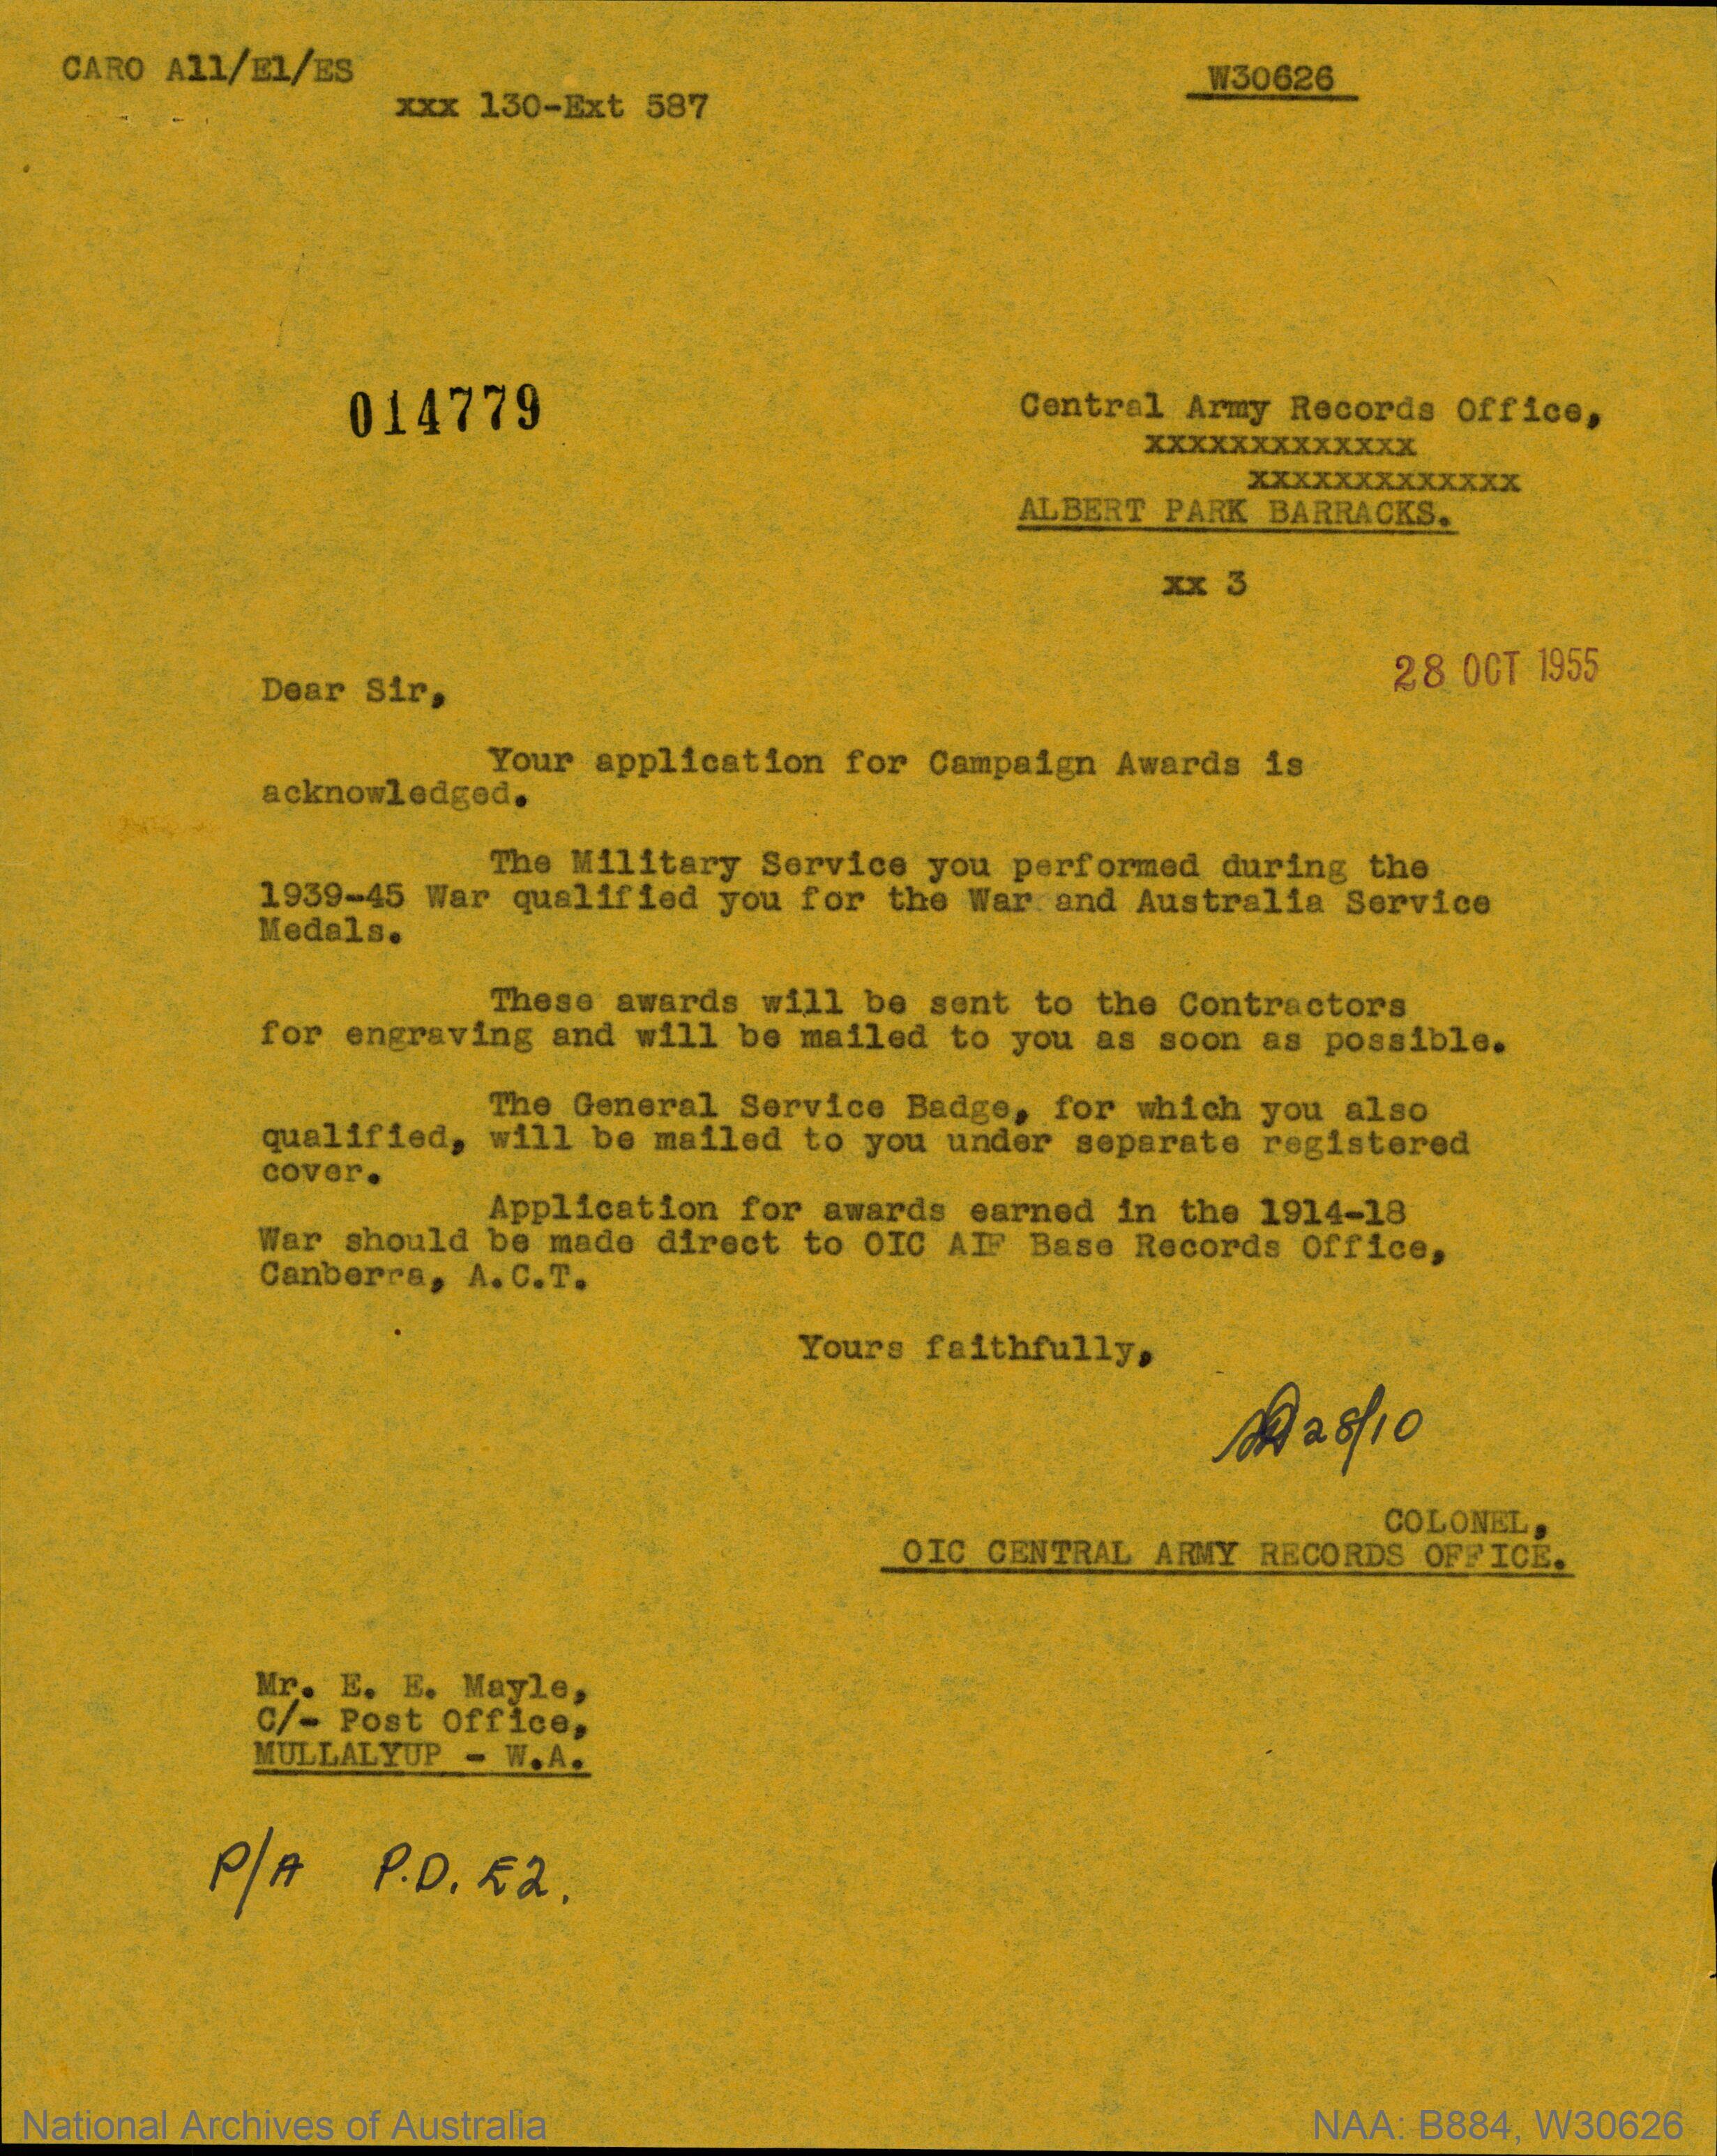 CARO A11/E1/ES
W30626
xxx 130-Ext 587
014779
Central Army Records Office,
xxxxxxxxxxxxx
xxxxxxxxxxxxx
ALBERT PARK BARRACKS.
xx 3
28 OCT 1955
Dear Sir,
Your application for Campaign Awards is
acknowledged.
The Military Service you performed during the
1939-45 War qualified you for the War and Australia Service
Medals.
These awards will be sent to the Contractors
for engraving and will be mailed to you as soon as possible.
The General Service Badge, for which you also
qualified, will be mailed to you under separate registered
cover.
Application for awards earned in the 1914-18
War should be made direct to OIC AIF Base Records Office,
Canberra, A.C.T.
Yours faithfully,
28/10
COLONEL,
OIC CENTRAL ARMY RECORDS OFFICE.
Mr. E. E. Mayle,
C/- Post Office,
MULLALYUP - W.A.
P/A P.D. E2.
National Archives of Australia
NAA: B884, W30626